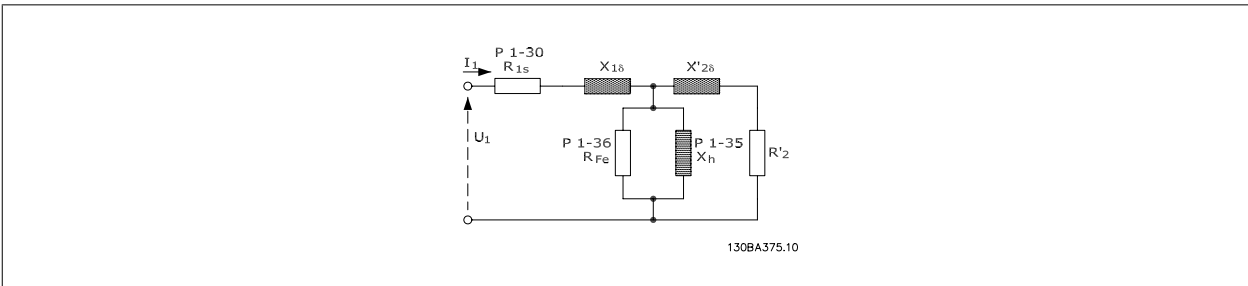 P 1-30
I1
R1s
X1δ
X'2δ
U1
P 1-36
RFe
P 1-35
Xh
R'2
130BA375.10